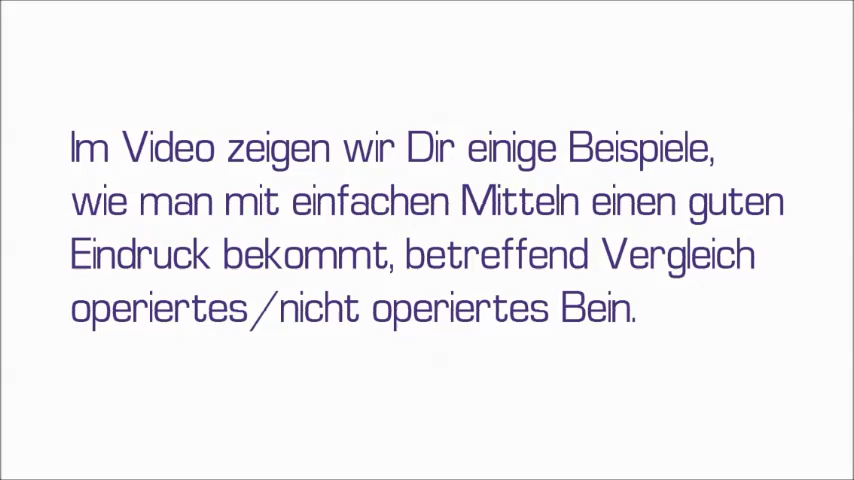 Im Video zeigen wir Dir einige Beispiele,
wie man mit einfachen Mitteln einen guten
Eindruck bekommt, betreffend Vergleich
operiertes/nicht operiertes Bein.